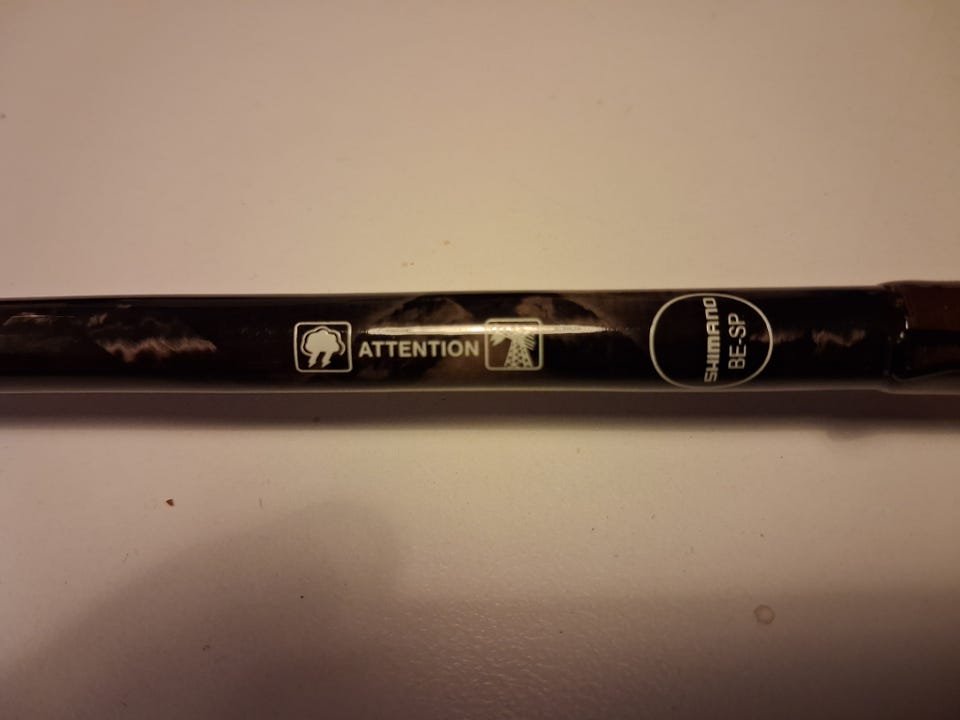 ATTENTION
SHIMANO
BE-SP